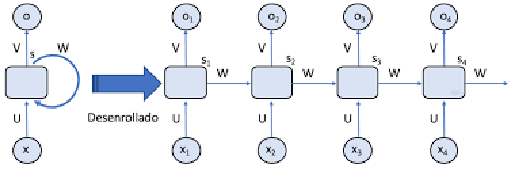 o o₁ o₂ o₃ o₄
V s W V V V V
s₁ s₂ s₃ s₄
W W W W
U Desenrollado U U U U
x x₁ x₂ x₃ x₄